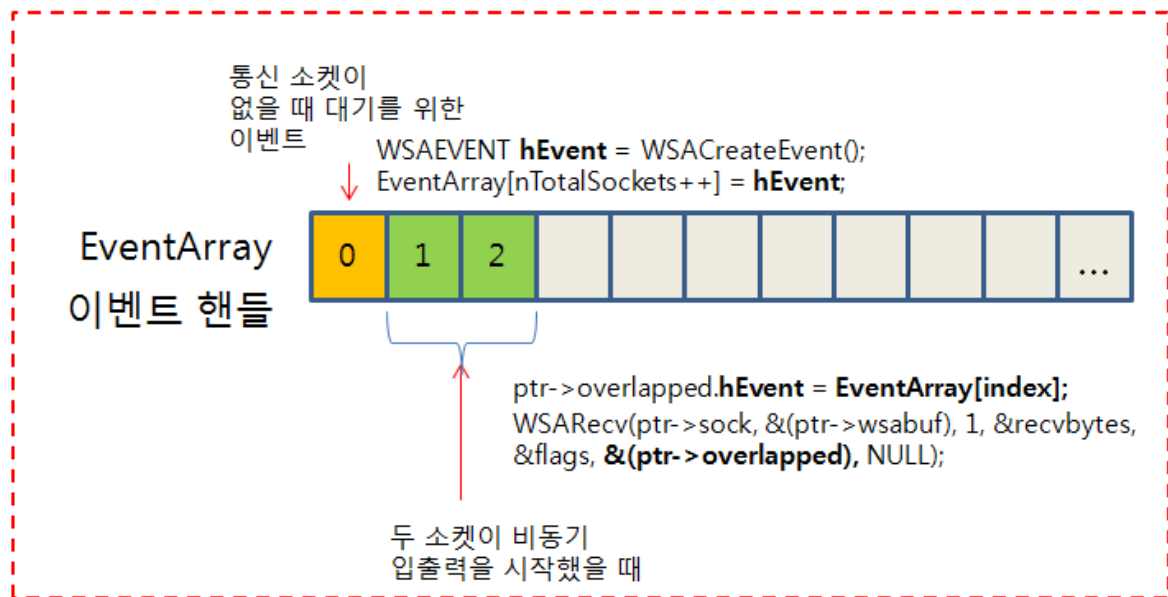 통신 소켓이
없을 때 대기를 위한
이벤트
WSAEVENT hEvent = WSACreateEvent();
EventArray[nTotalSockets++] = hEvent;
EventArray
이벤트 핸들
0 1 2 ...
ptr->overlapped.hEvent = EventArray[index];
WSARecv(ptr->sock, &(ptr->wsabuf), 1, &recvbytes,
&flags, &(ptr->overlapped), NULL);
두 소켓이 비동기
입출력을 시작했을 때